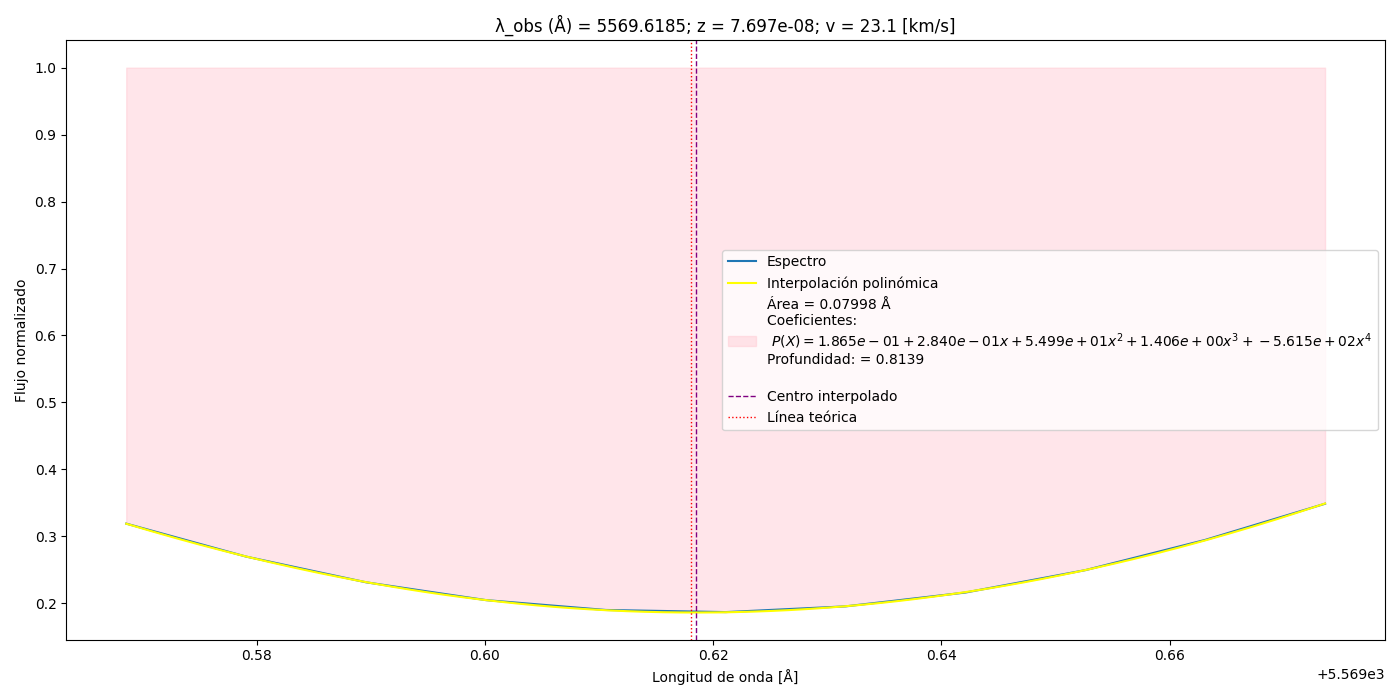 λ_obs (Å) = 5569.6185; z = 7.697e-08; v = 23.1 [km/s]
1.0
0.9
0.8
0.7
0.6
0.5
0.4
0.3
0.2
Flujo normalizado
Espectro
Interpolación polinómica
Área = 0.07998 Å
Coeficientes:
P(X) = 1.865e − 01 + 2.840e − 01x + 5.499e + 01x² + 1.406e + 00x³ + − 5.615e + 02x⁴
Profundidad: = 0.8139
Centro interpolado
Línea teórica
0.58 0.60 0.62 0.64 0.66
Longitud de onda [Å]
+5.569e3